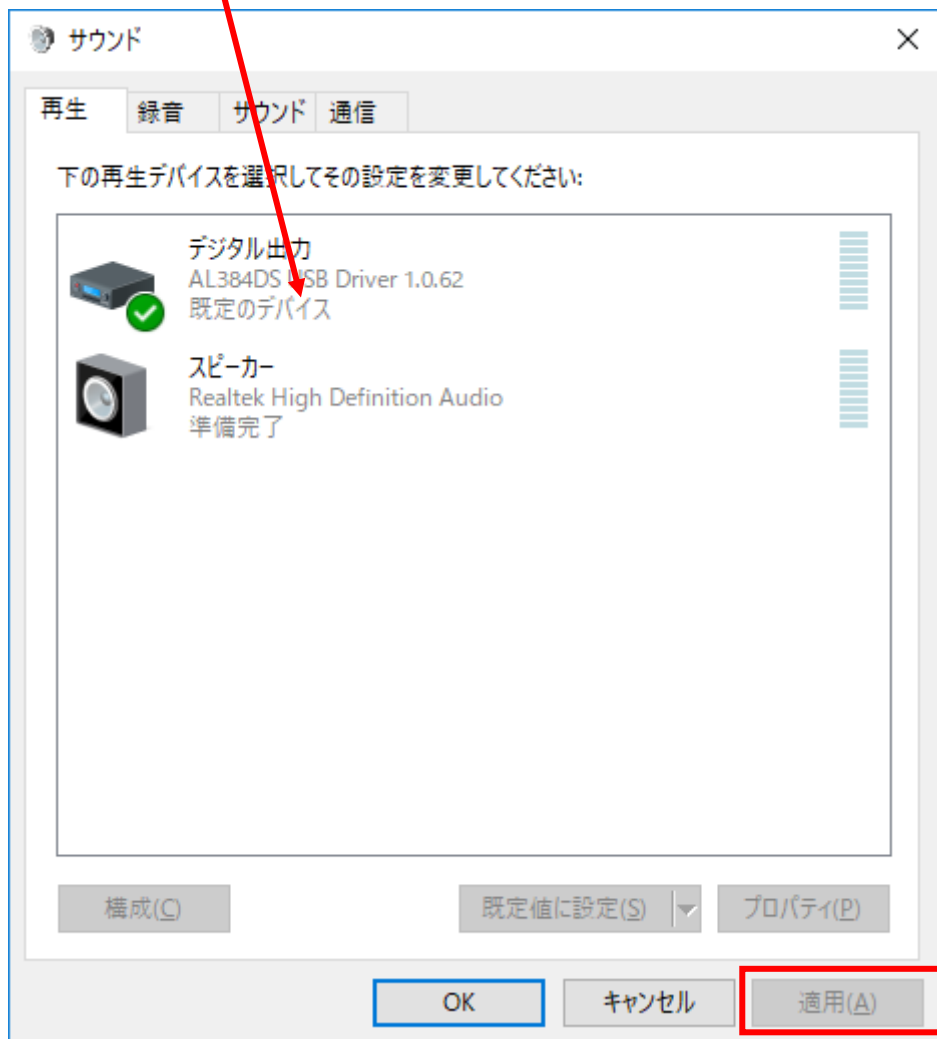 サウンド
再生 録音 サウンド 通信
下の再生デバイスを選択してその設定を変更してください:
デジタル出力
AL384DS USB Driver 1.0.62
既定のデバイス
スピーカー
Realtek High Definition Audio
準備完了
構成(C) 既定値に設定(S) プロパティ(P)
OK キャンセル 適用(A)